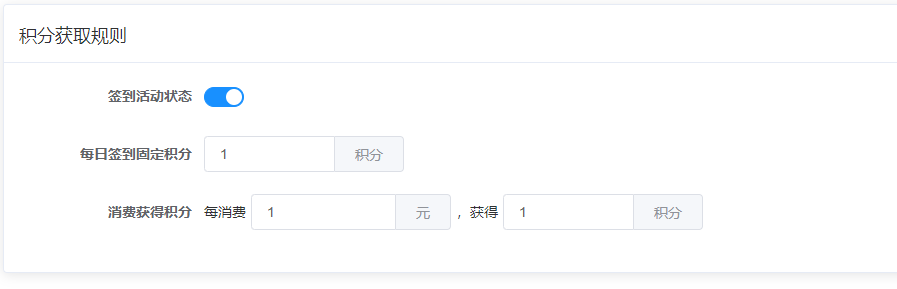 积分获取规则
签到活动状态
每日签到固定积分 1 积分
消费获得积分 每消费 1 元 ，获得 1 积分